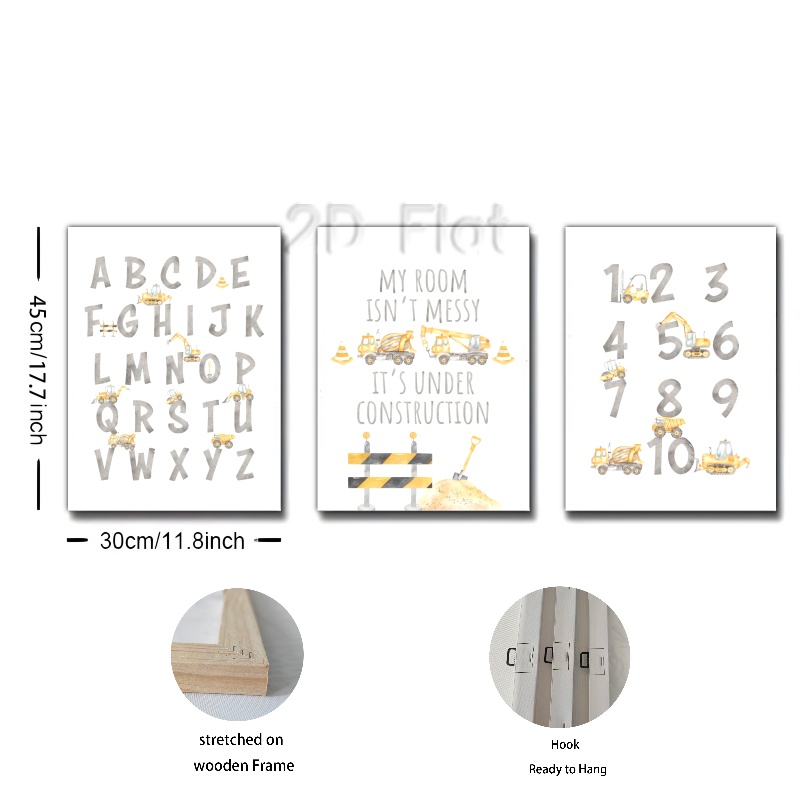 2D Flat
A B C D E
F G H I J K
L M N O P
Q R S T U
V W X Y Z
MY ROOM
ISN'T MESSY
IT'S UNDER
CONSTRUCTION
1 2 3
4 5 6
7 8 9
10
45cm/17.7inch
30cm/11.8inch
stretched on
wooden Frame
Hook
Ready to Hang